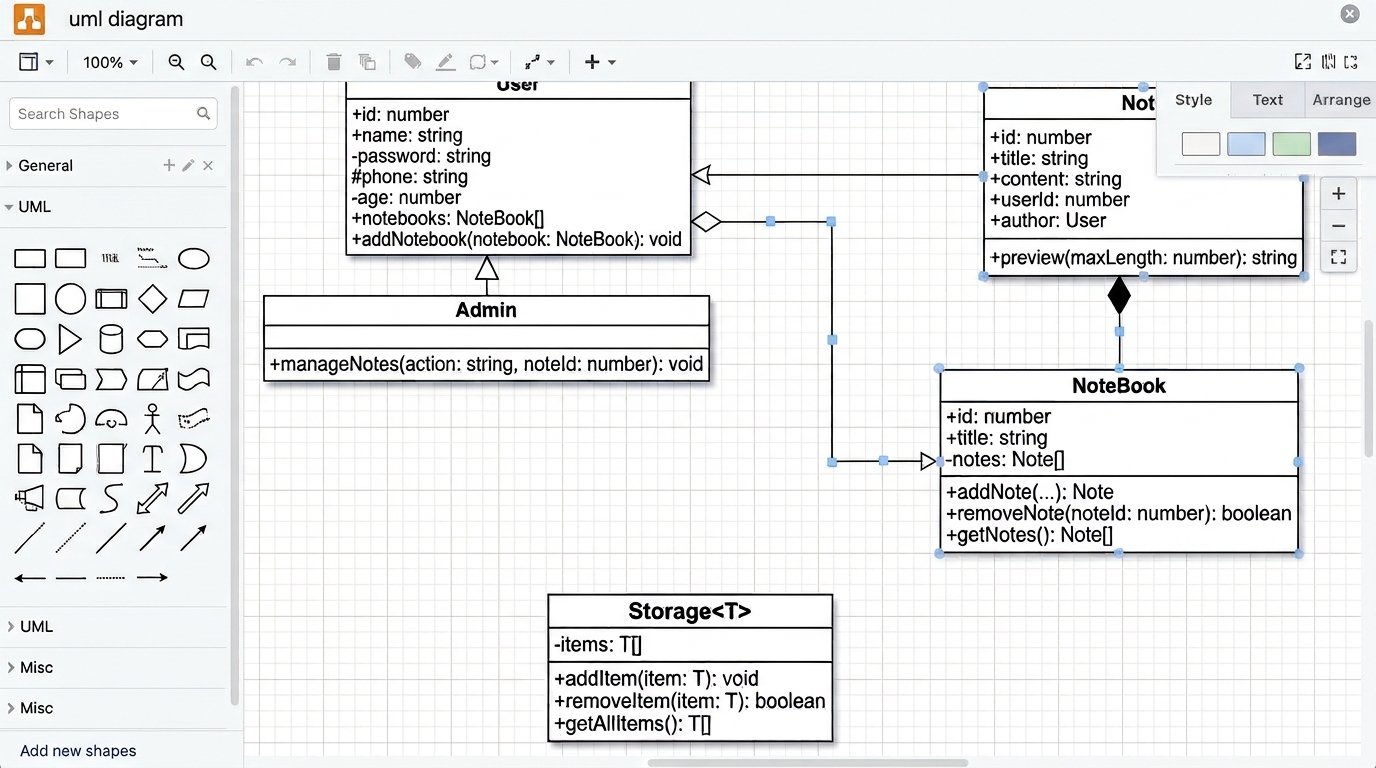 uml diagram
100%
Search Shapes
General
UML
UML
Misc
Misc
Add new shapes
User
+id: number
+name: string
-password: string
#phone: string
-age: number
+notebooks: NoteBook[]
+addNotebook(notebook: NoteBook): void
Admin
+manageNotes(action: string, noteId: number): void
Not
+id: number
+title: string
+content: string
+userId: number
+author: User
+preview(maxLength: number): string
Style
Text
Arrange
NoteBook
+id: number
+title: string
-notes: Note[]
+addNote(...): Note
+removeNote(noteId: number): boolean
+getNotes(): Note[]
Storage<T>
-items: T[]
+addItem(item: T): void
+removeItem(item: T): boolean
+getAllItems(): T[]